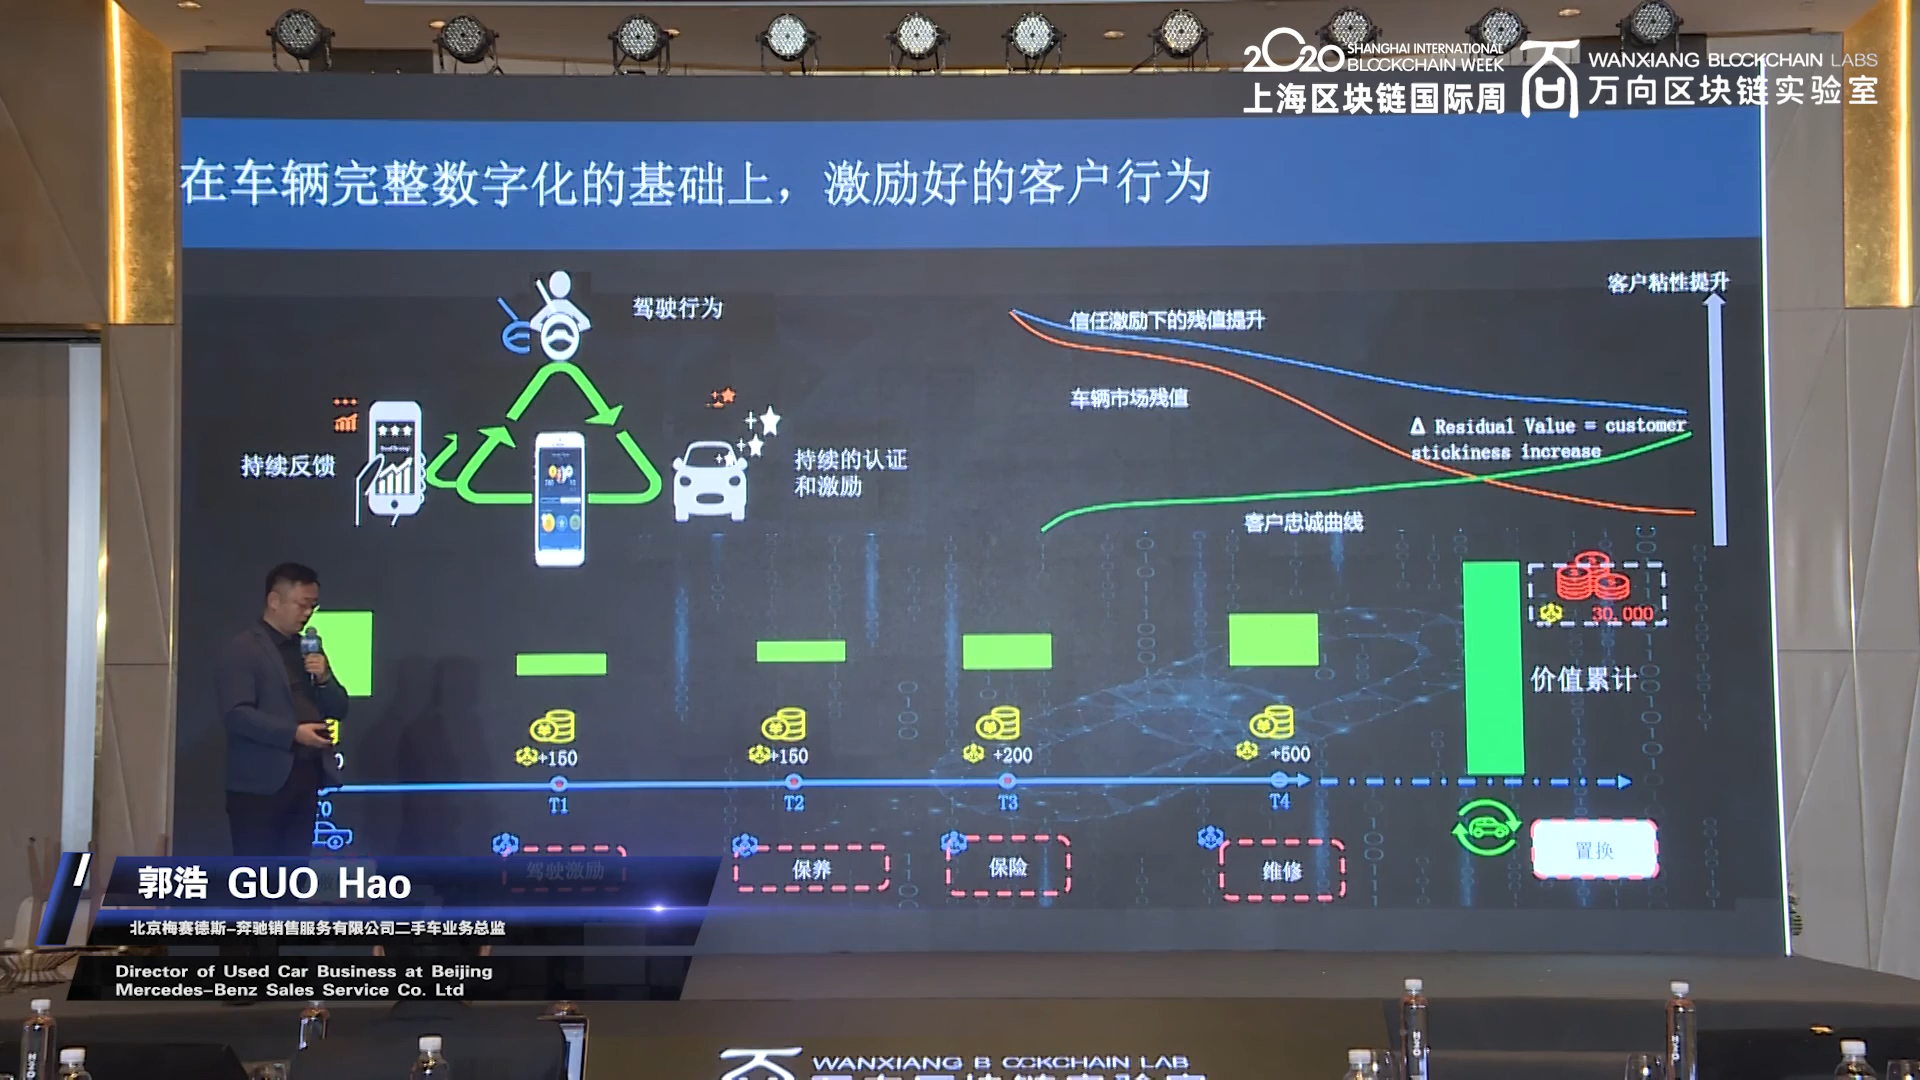 2020 SHANGHAI INTERNATIONAL
BLOCKCHAIN WEEK
上海区块链国际周
WANXIANG BLOCKCHAIN LABS
万向区块链实验室
在车辆完整数字化的基础上，激励好的客户行为
驾驶行为
持续反馈
持续的认证
和激励
客户粘性提升
信任激励下的残值提升
车辆市场残值
Δ Residual Value = customer
stickiness increase
客户忠诚曲线
30,000
价值累计
+150
+150
+200
+500
T1
T2
T3
T4
驾驶激励
保养
保险
维修
置换
郭浩 GUO Hao
北京梅赛德斯-奔驰销售服务有限公司二手车业务总监
Director of Used Car Business at Beijing
Mercedes-Benz Sales Service Co. Ltd
WANXIANG B OCKCHAIN LAB